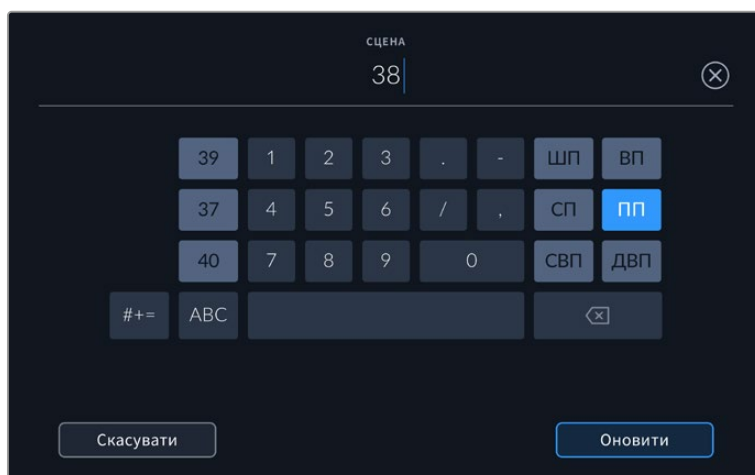 СЦЕНА
38
39 1 2 3 . - ШП ВП
37 4 5 6 / , СП ПП
40 7 8 9 0 СВП ДВП
#+= ABC
Скасувати Оновити